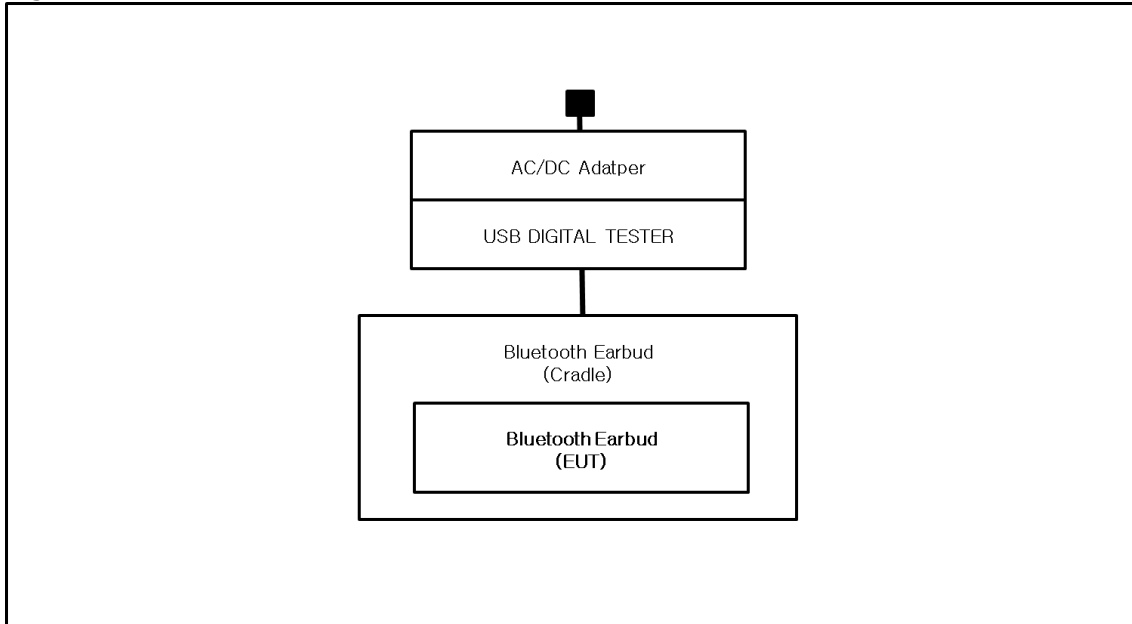 AC/DC Adatper
USB DIGITAL TESTER
Bluetooth Earbud
(Cradle)
Bluetooth Earbud
(EUT)